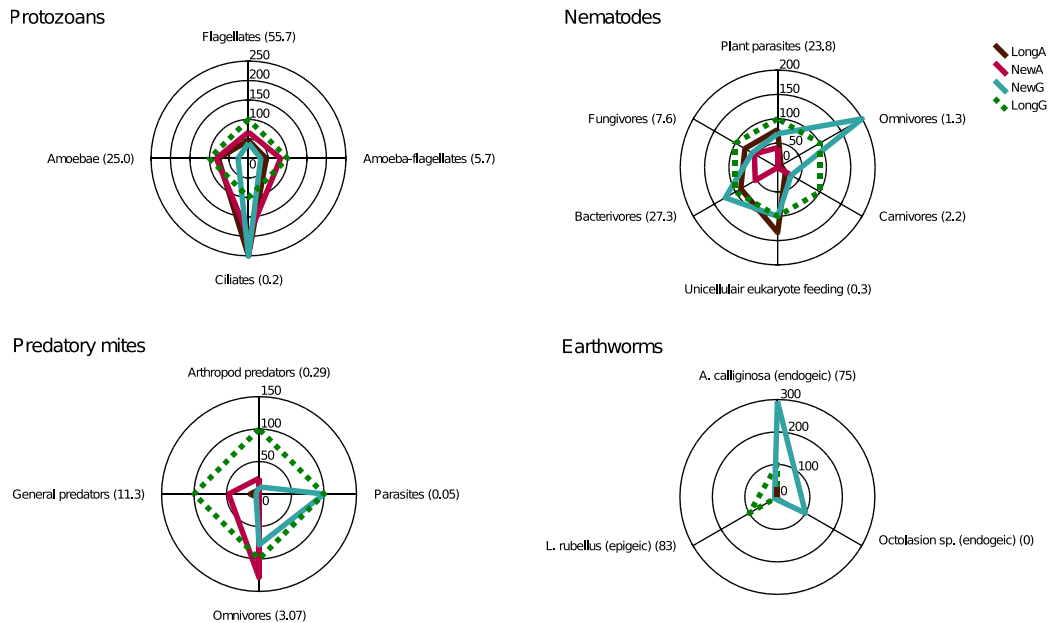 Protozoans
Flagellates (55.7)
250
200
150
100
50
0
Amoebae (25.0)
Amoeba-flagellates (5.7)
Ciliates (0.2)
Nematodes
Plant parasites (23.8)
200
150
100
50
0
Fungivores (7.6)
Omnivores (1.3)
Bacterivores (27.3)
Carnivores (2.2)
Unicellulair eukaryote feeding (0.3)
LongA
NewA
NewG
LongG
Predatory mites
Arthropod predators (0.29)
150
100
50
0
General predators (11.3)
Parasites (0.05)
Omnivores (3.07)
Earthworms
A. calliginosa (endogeic) (75)
300
200
100
0
L. rubellus (epigeic) (83)
Octolasion sp. (endogeic) (0)